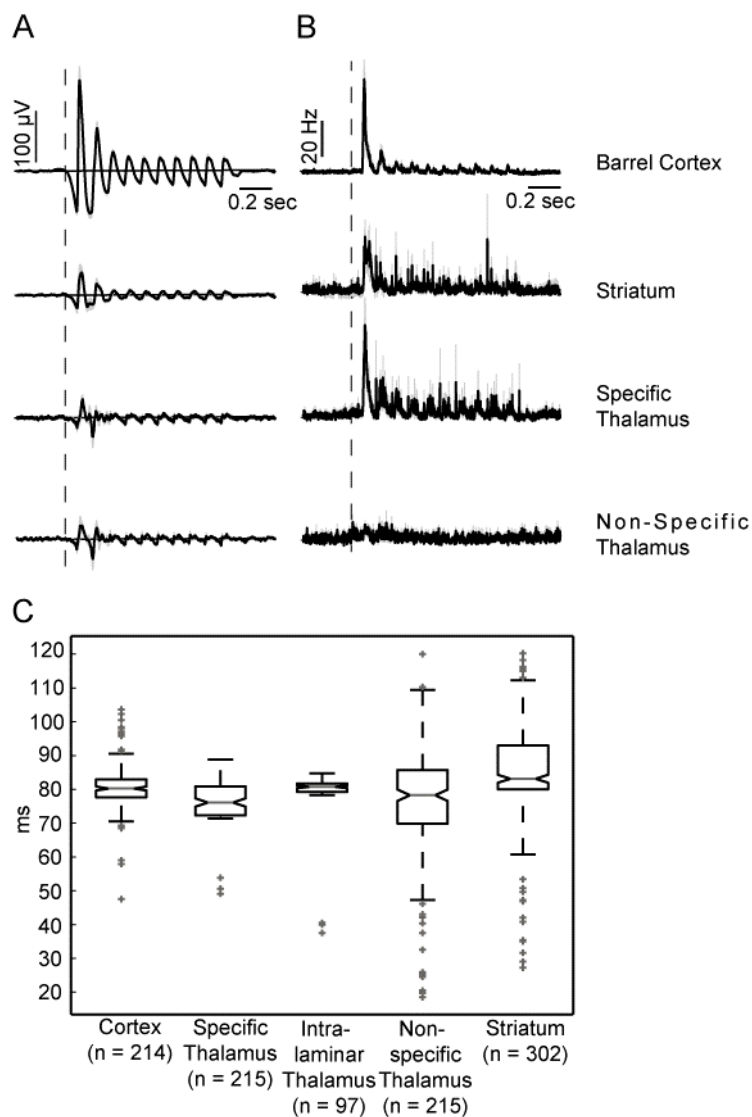 A
B
100 µV
20 Hz
Barrel Cortex
0.2 sec
0.2 sec
Striatum
Specific
Thalamus
Non-Specific
Thalamus
C
120
110
100
90
80
70
60
50
40
30
20
ms
Cortex
(n = 214)
Specific
Thalamus
(n = 215)
Intra-
laminar
Thalamus
(n = 97)
Non-
specific
Thalamus
(n = 215)
Striatum
(n = 302)